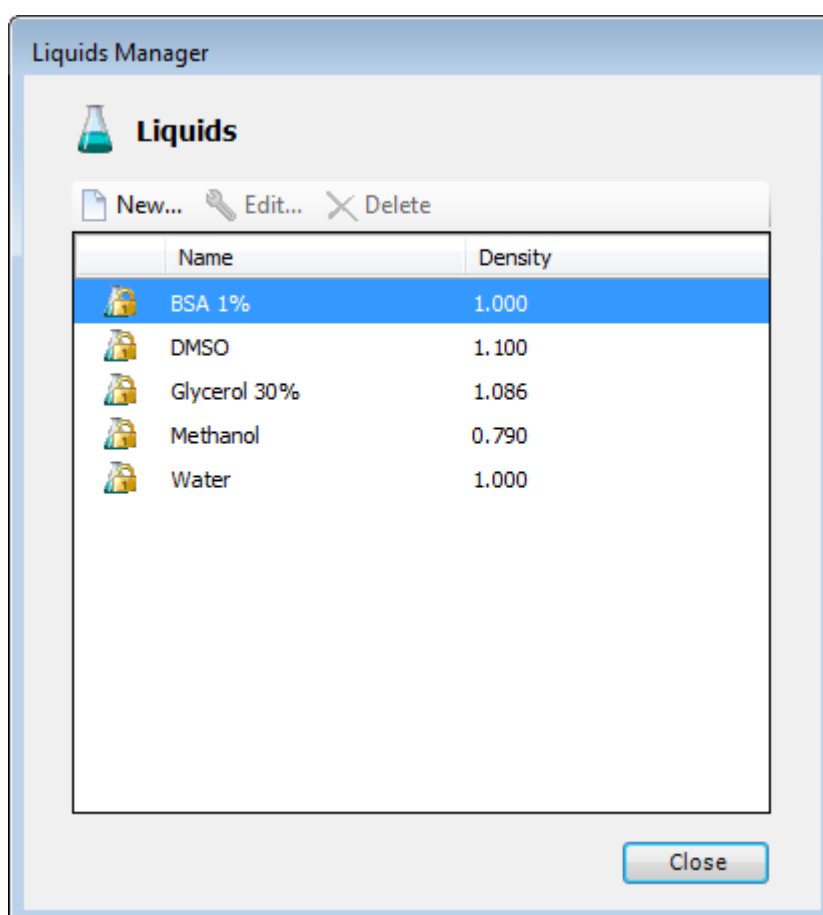 Liquids Manager
Liquids
New... Edit... Delete
Name Density
BSA 1% 1.000
DMSO 1.100
Glycerol 30% 1.086
Methanol 0.790
Water 1.000
Close